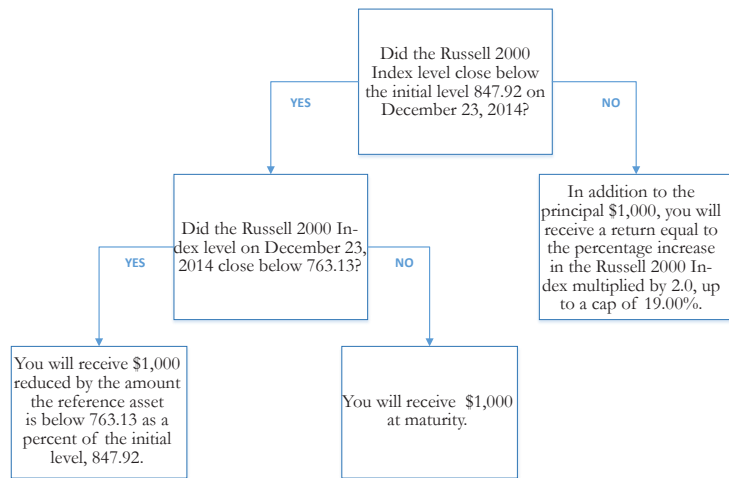 Did the Russell 2000
Index level close below
the initial level 847.92 on
December 23, 2014?
YES
NO
Did the Russell 2000 In-
dex level on December 23,
2014 close below 763.13?
In addition to the
principal $1,000, you will
receive a return equal to
the percentage increase
in the Russell 2000 In-
dex multiplied by 2.0, up
to a cap of 19.00%.
YES
NO
You will receive $1,000
reduced by the amount
the reference asset
is below 763.13 as a
percent of the initial
level, 847.92.
You will receive $1,000
at maturity.